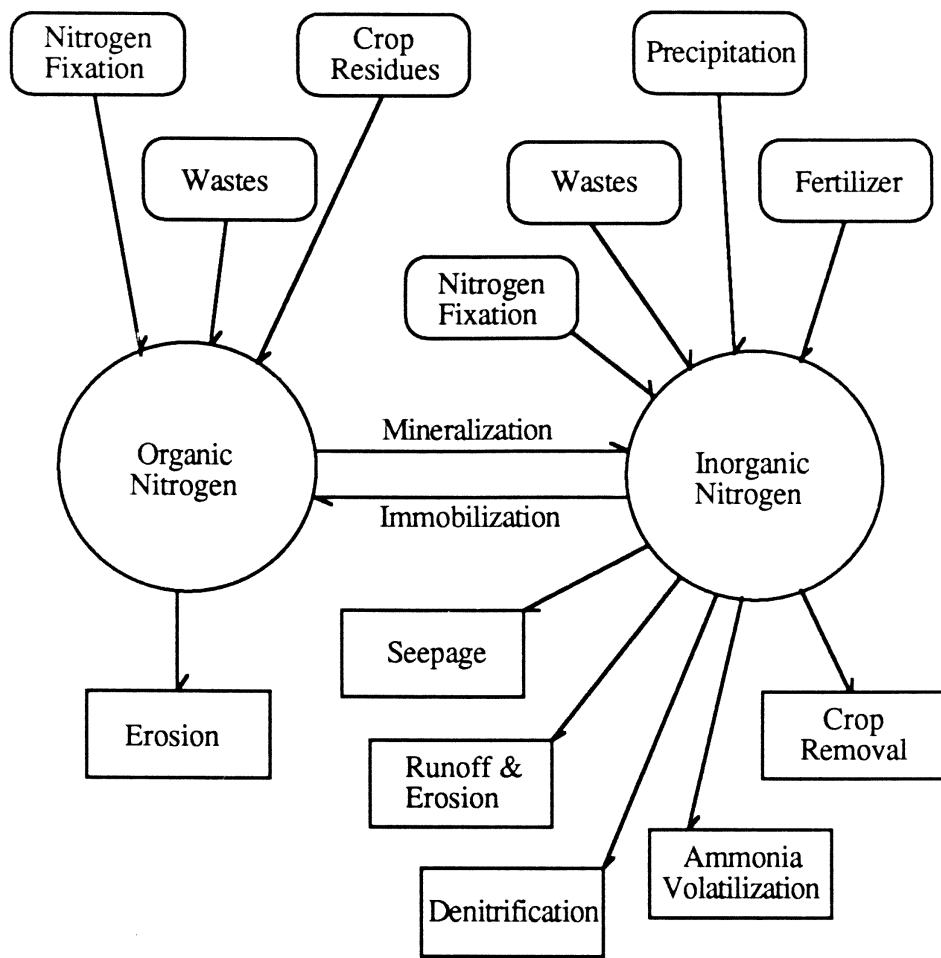 Nitrogen
Fixation
Crop
Residues
Precipitation
Wastes
Wastes
Fertilizer
Nitrogen
Fixation
Mineralization
Organic
Nitrogen
Inorganic
Nitrogen
Immobilization
Seepage
Erosion
Runoff &
Erosion
Crop
Removal
Denitrification
Ammonia
Volatilization